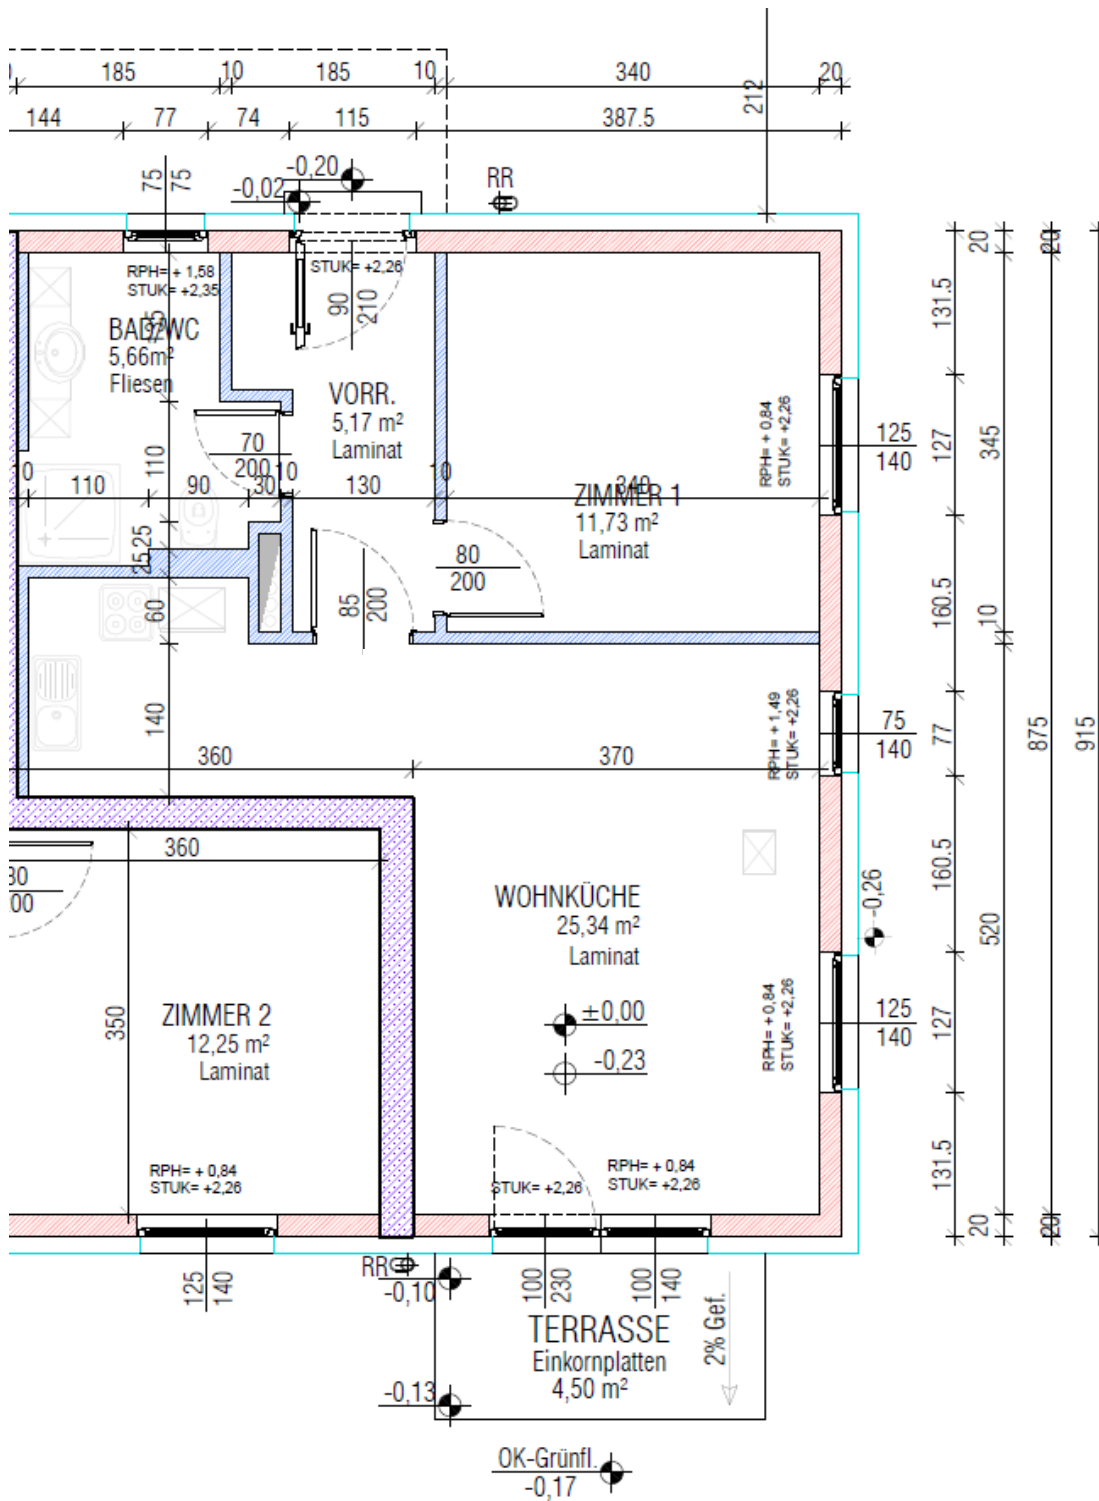 185
10
185
10
340
20
144
77
74
115
387.5
212
75
75
-0,20
-0,02
RR
RPH= + 1,58
STUK= +2,35
STUK= +2,26
90
210
BAD/WC
5,66m²
Fliesen
VORR.
5,17 m²
Laminat
70
200
10
110
110
90
30
10
130
10
340
ZIMMER 1
11,73 m²
Laminat
RPH= + 0,84
STUK= +2,26
125
140
20
20
131.5
127
345
25
25
60
85
200
80
200
160.5
10
140
RPH= + 1,49
STUK= +2,26
75
140
77
875
915
360
370
360
80
200
160.5
-0,26
WOHNKÜCHE
25,34 m²
Laminat
520
350
ZIMMER 2
12,25 m²
Laminat
±0,00
-0,23
RPH= + 0,84
STUK= +2,26
125
140
127
131.5
RPH= + 0,84
STUK= +2,26
STUK= +2,26
RPH= + 0,84
STUK= +2,26
20
20
125
140
RR
-0,10
100
230
100
140
TERRASSE
Einkornplatten
4,50 m²
2% Gef.
-0,13
OK-Grünfl.
-0,17